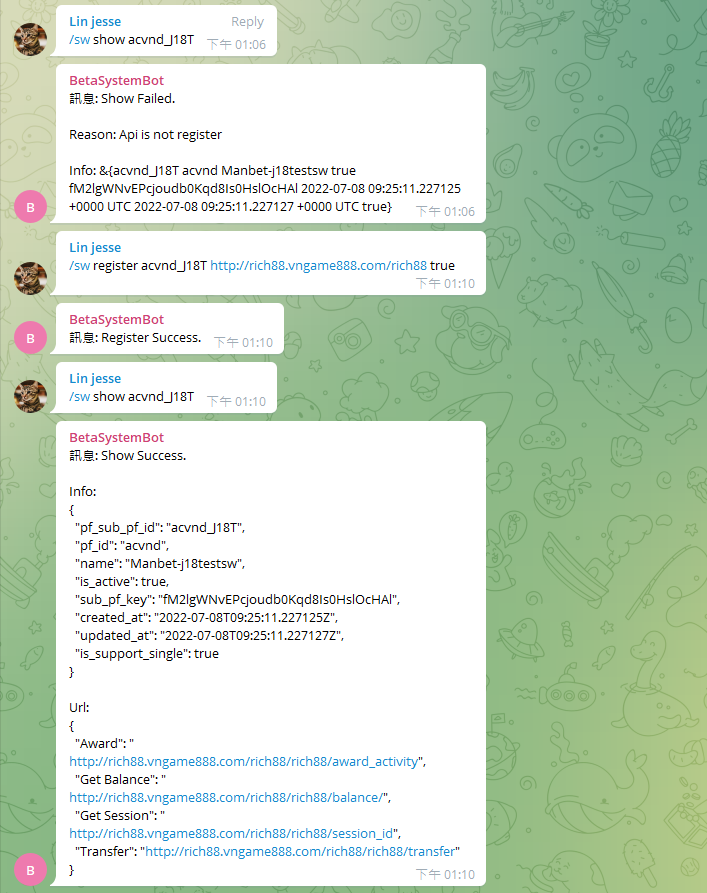 Lin jesse Reply
/sw show acvnd_J18T 下午 01:06
BetaSystemBot
訊息: Show Failed.
Reason: Api is not register
Info: &{acvnd_J18T acvnd Manbet-j18testsw true
fM2lgWNvEPcjoudb0Kqd8Is0HslOcHAl 2022-07-08 09:25:11.227125
+0000 UTC 2022-07-08 09:25:11.227127 +0000 UTC true}
下午 01:06
B
Lin jesse
/sw register acvnd_J18T http://rich88.vngame888.com/rich88 true
下午 01:10
BetaSystemBot
訊息: Register Success. 下午 01:10
B
Lin jesse
/sw show acvnd_J18T 下午 01:10
BetaSystemBot
訊息: Show Success.
Info:
{
"pf_sub_pf_id": "acvnd_J18T",
"pf_id": "acvnd",
"name": "Manbet-j18testsw",
"is_active": true,
"sub_pf_key": "fM2lgWNvEPcjoudb0Kqd8Is0HslOcHAl",
"created_at": "2022-07-08T09:25:11.227125Z",
"updated_at": "2022-07-08T09:25:11.227127Z",
"is_support_single": true
}
Url:
{
"Award": "
http://rich88.vngame888.com/rich88/rich88/award_activity",
"Get Balance": "
http://rich88.vngame888.com/rich88/rich88/balance/",
"Get Session": "
http://rich88.vngame888.com/rich88/rich88/session_id",
"Transfer": "http://rich88.vngame888.com/rich88/rich88/transfer"
}
下午 01:10
B